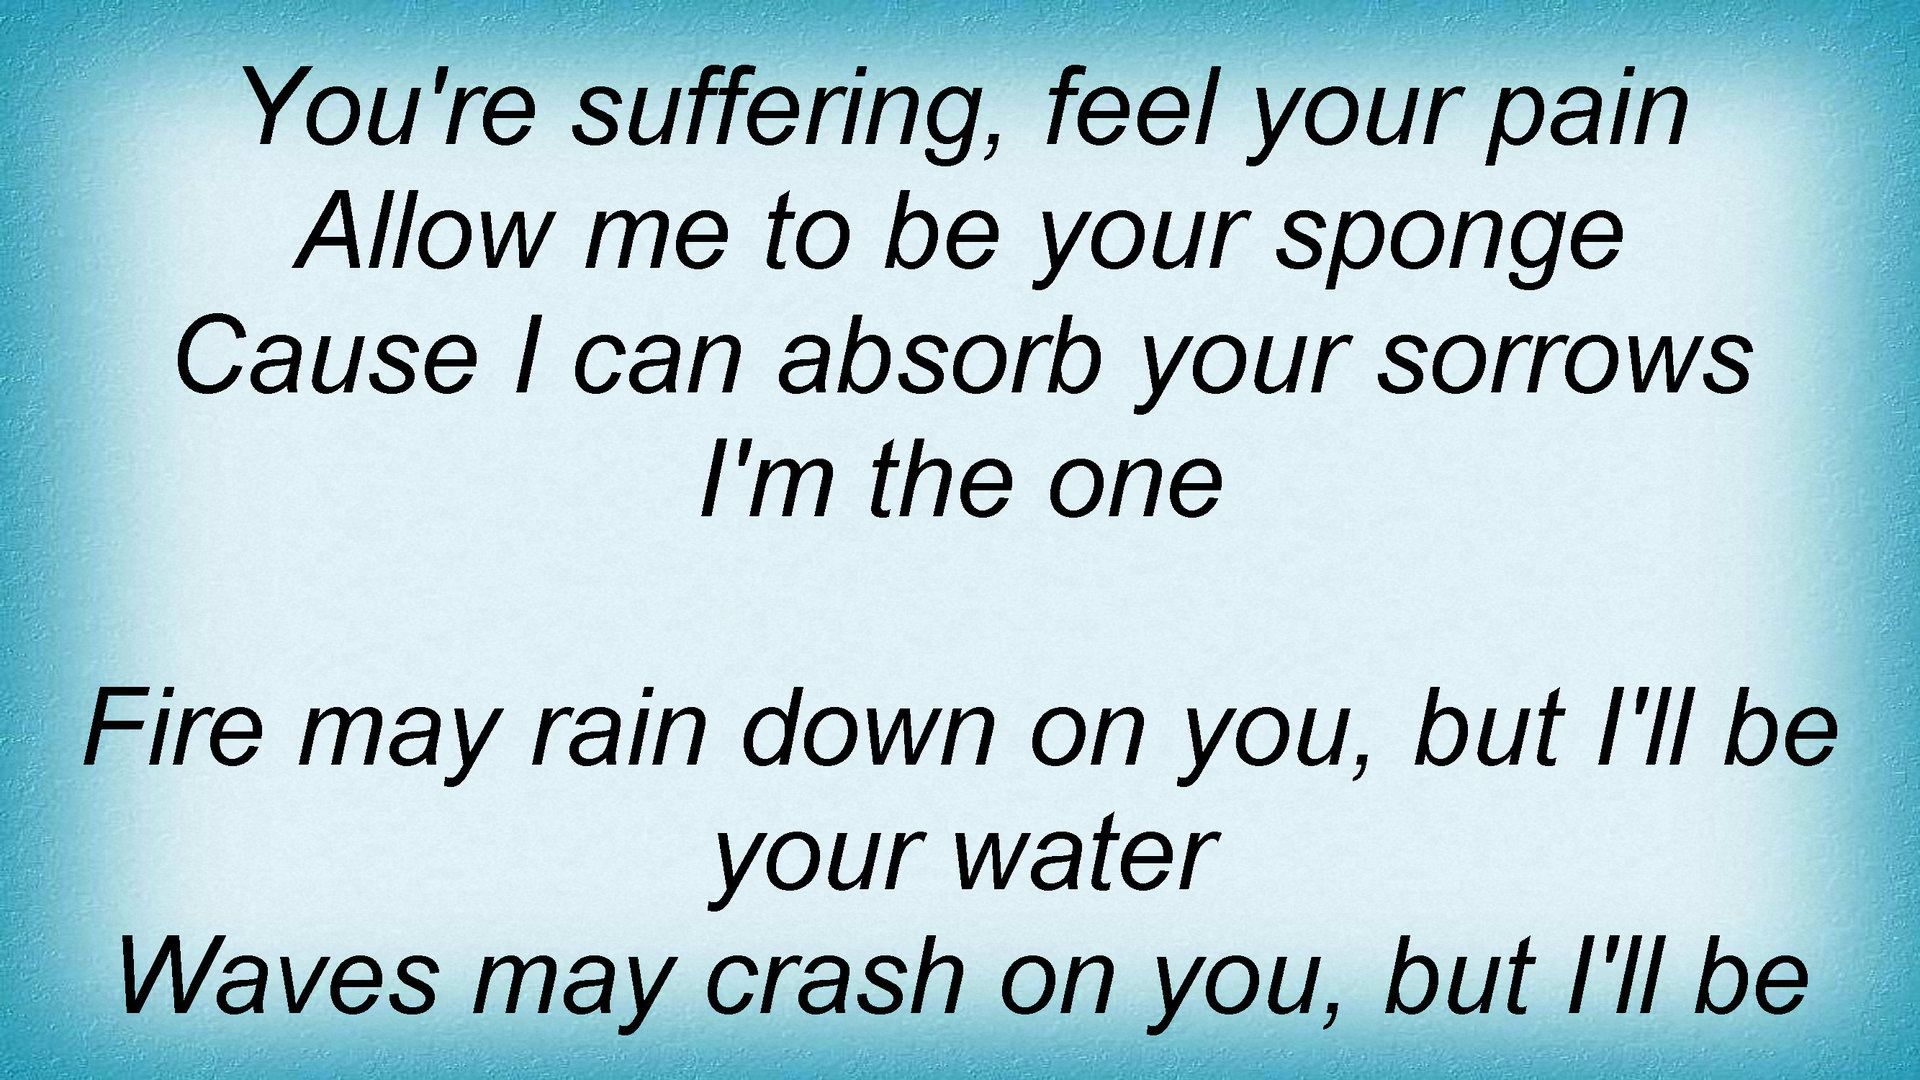 You're suffering, feel your pain
Allow me to be your sponge
Cause I can absorb your sorrows
I'm the one
Fire may rain down on you, but I'll be
your water
Waves may crash on you, but I'll be